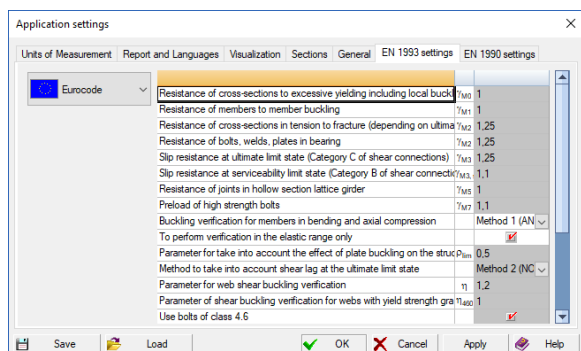 Application settings
Units of Measurement Report and Languages Visualization Sections General EN 1993 settings EN 1990 settings
Eurocode
Resistance of cross-sections to excessive yielding including local buckl γM0 1
Resistance of members to member buckling γM1 1
Resistance of cross-sections in tension to fracture (depending on ultima γM2 1,25
Resistance of bolts, welds, plates in bearing γM2 1,25
Slip resistance at ultimate limit state (Category C of shear connections) γM3 1,25
Slip resistance at serviceability limit state (Category B of shear connectic γM3, 1,1
Resistance of joints in hollow section lattice girder γM5 1
Preload of high strength bolts γM7 1,1
Buckling verification for members in bending and axial compression Method 1 (AN
To perform verification in the elastic range only
Parameter for take into account the effect of plate buckling on the struc ρlim 0,5
Method to take into account shear lag at the ultimate limit state Method 2 (NC
Parameter for web shear buckling verification η 1,2
Parameter of shear buckling verification for webs with yield strength gra η460 1
Use bolts of class 4.6
Save Load OK Cancel Apply Help